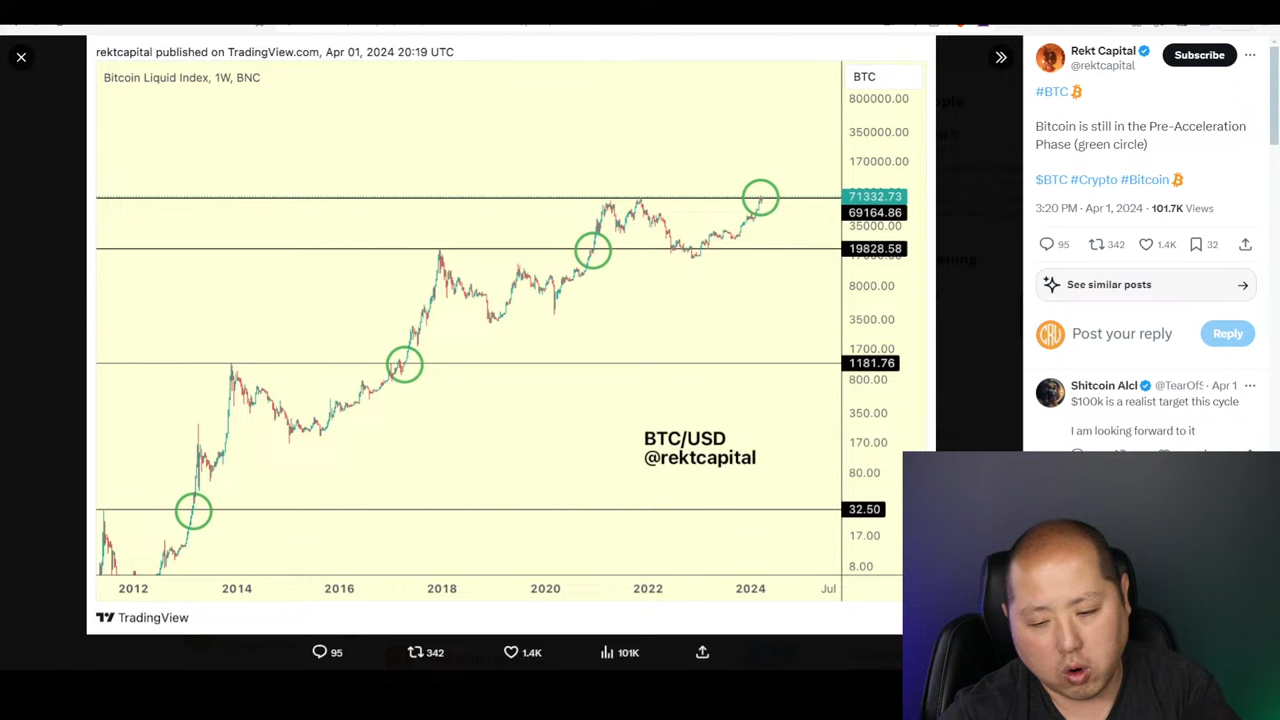 rektcapital published on TradingView.com, Apr 01, 2024 20:19 UTC
Bitcoin Liquid Index, 1W, BNC
BTC
800000.00
350000.00
170000.00
71332.73
69164.86
35000.00
19828.58
8000.00
3500.00
1700.00
1181.76
800.00
350.00
170.00
80.00
32.50
17.00
8.00
BTC/USD
@rektcapital
2012
2014
2016
2018
2020
2022
2024
Jul
TradingView
95
342
1.4K
101K
Rekt Capital
@rektcapital
Subscribe
#BTC
Bitcoin is still in the Pre-Acceleration
Phase (green circle)
$BTC #Crypto #Bitcoin
3:20 PM · Apr 1, 2024 · 101.7K Views
95
342
1.4K
32
See similar posts
CRU
Post your reply
Reply
Shitcoin Alcl @TearOfS · Apr 1
$100k is a realist target this cycle
I am looking forward to it